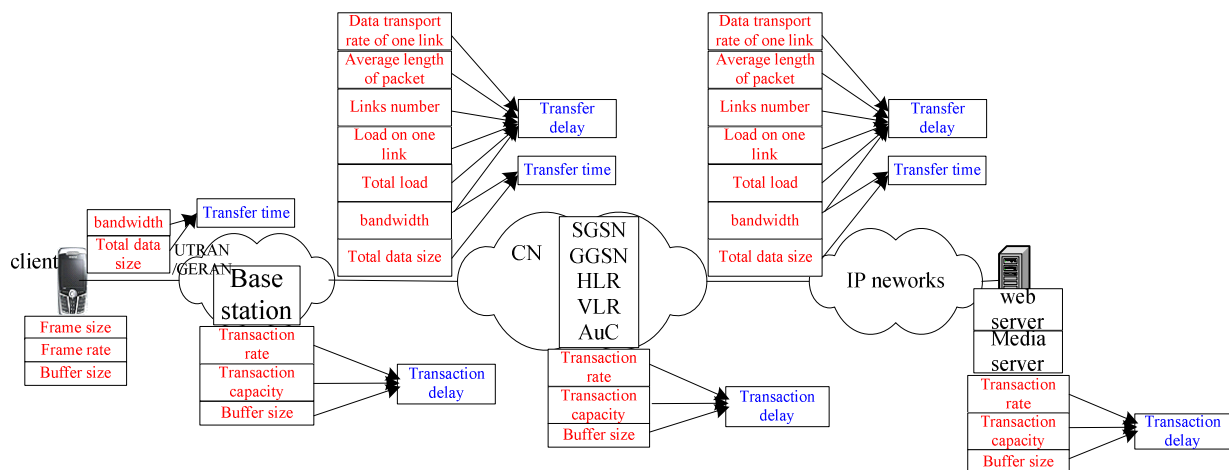 Data transport
rate of one link
Average length
of packet
Links number
Load on one
link
Total load
bandwidth
Total data size
Transfer
delay
Transfer time
Data transport
rate of one link
Average length
of packet
Links number
Load on one
link
Total load
bandwidth
Total data size
Transfer
delay
Transfer time
bandwidth
Total data
size
Transfer time
client
Frame size
Frame rate
Buffer size
UTRAN
/GERAN
Base
station
Transaction
rate
Transaction
capacity
Buffer size
Transaction
delay
CN
SGSN
GGSN
HLR
VLR
AuC
Transaction
rate
Transaction
capacity
Buffer size
Transaction
delay
IP neworks
web
server
Media
server
Transaction
rate
Transaction
capacity
Buffer size
Transaction
delay